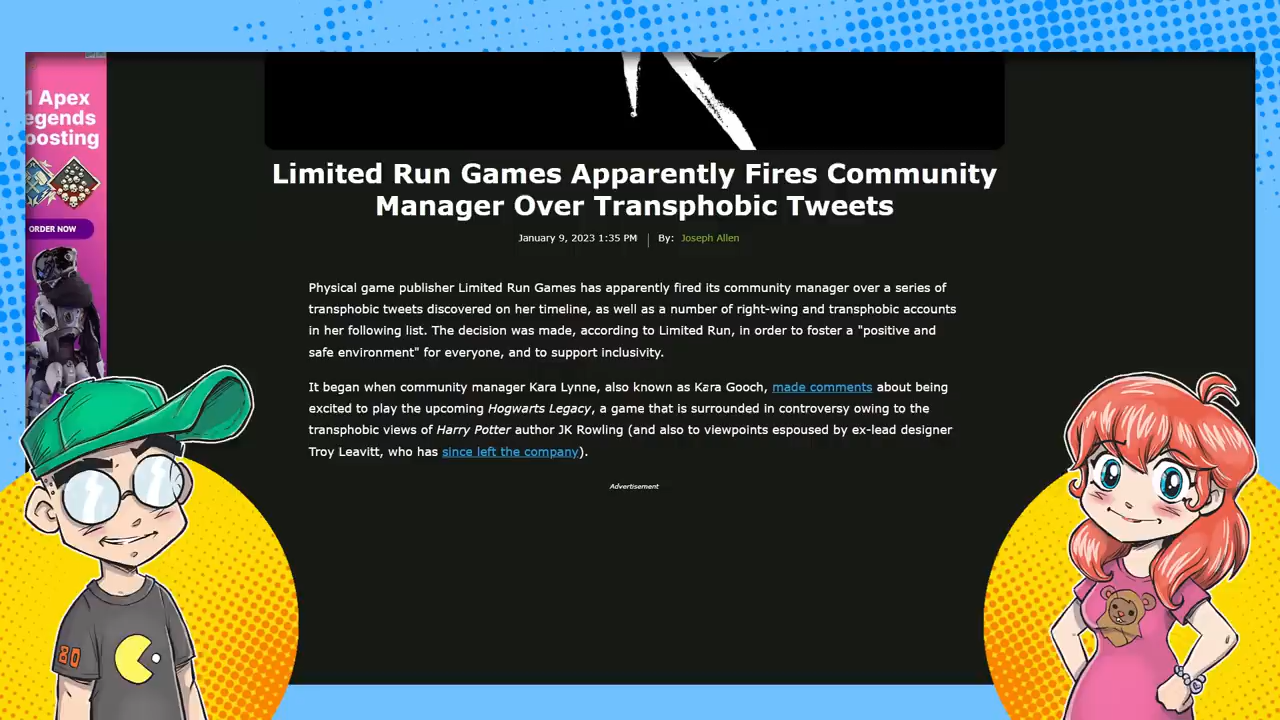 1 Apex
egends
oosting
ORDER NOW
Limited Run Games Apparently Fires Community
Manager Over Transphobic Tweets
January 9, 2023 1:35 PM | By: Joseph Allen
Physical game publisher Limited Run Games has apparently fired its community manager over a series of
transphobic tweets discovered on her timeline, as well as a number of right-wing and transphobic accounts
in her following list. The decision was made, according to Limited Run, in order to foster a "positive and
safe environment" for everyone, and to support inclusivity.
It began when community manager Kara Lynne, also known as Kara Gooch, made comments about being
excited to play the upcoming Hogwarts Legacy, a game that is surrounded in controversy owing to the
transphobic views of Harry Potter author JK Rowling (and also to viewpoints espoused by ex-lead designer
Troy Leavitt, who has since left the company).
Advertisement
80